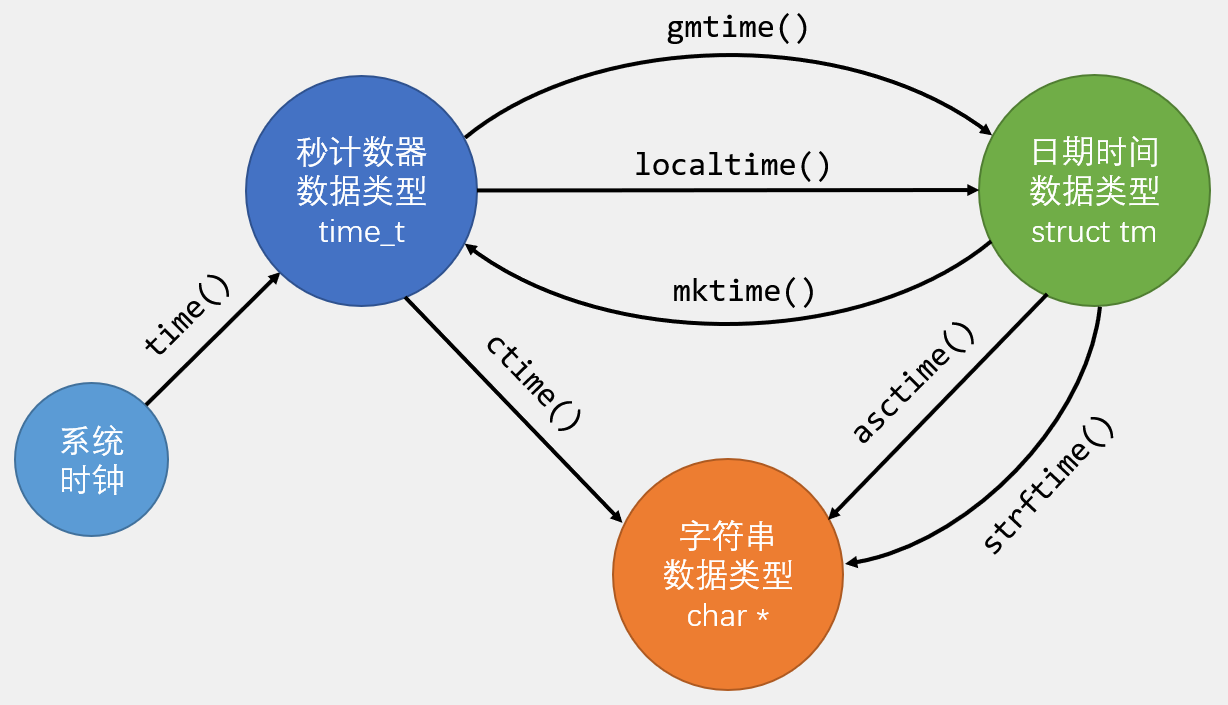 gmtime()
秒计数器
数据类型
time_t
localtime()
日期时间
数据类型
struct tm
mktime()
time()
ctime()
asctime()
strftime()
系统
时钟
字符串
数据类型
char *